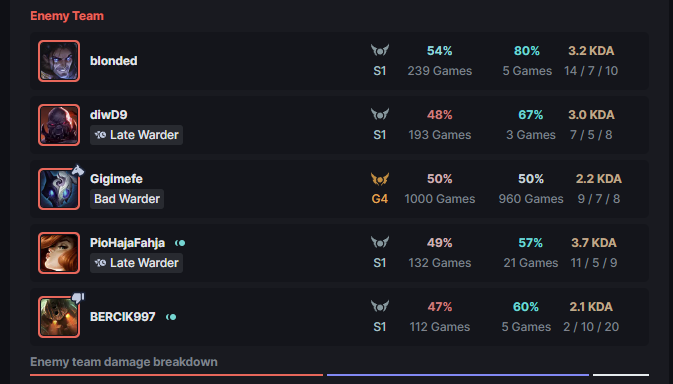 Enemy Team
blonded
54% 80% 3.2 KDA
S1 239 Games 5 Games 14 / 7 / 10
diwD9
48% 67% 3.0 KDA
Late Warder
S1 193 Games 3 Games 7 / 5 / 8
Gigimefe
50% 50% 2.2 KDA
Bad Warder
G4 1000 Games 960 Games 9 / 7 / 8
PioHajaFahja
49% 57% 3.7 KDA
Late Warder
S1 132 Games 21 Games 11 / 5 / 9
BERCIK997
47% 60% 2.1 KDA
S1 112 Games 5 Games 2 / 10 / 20
Enemy team damage breakdown